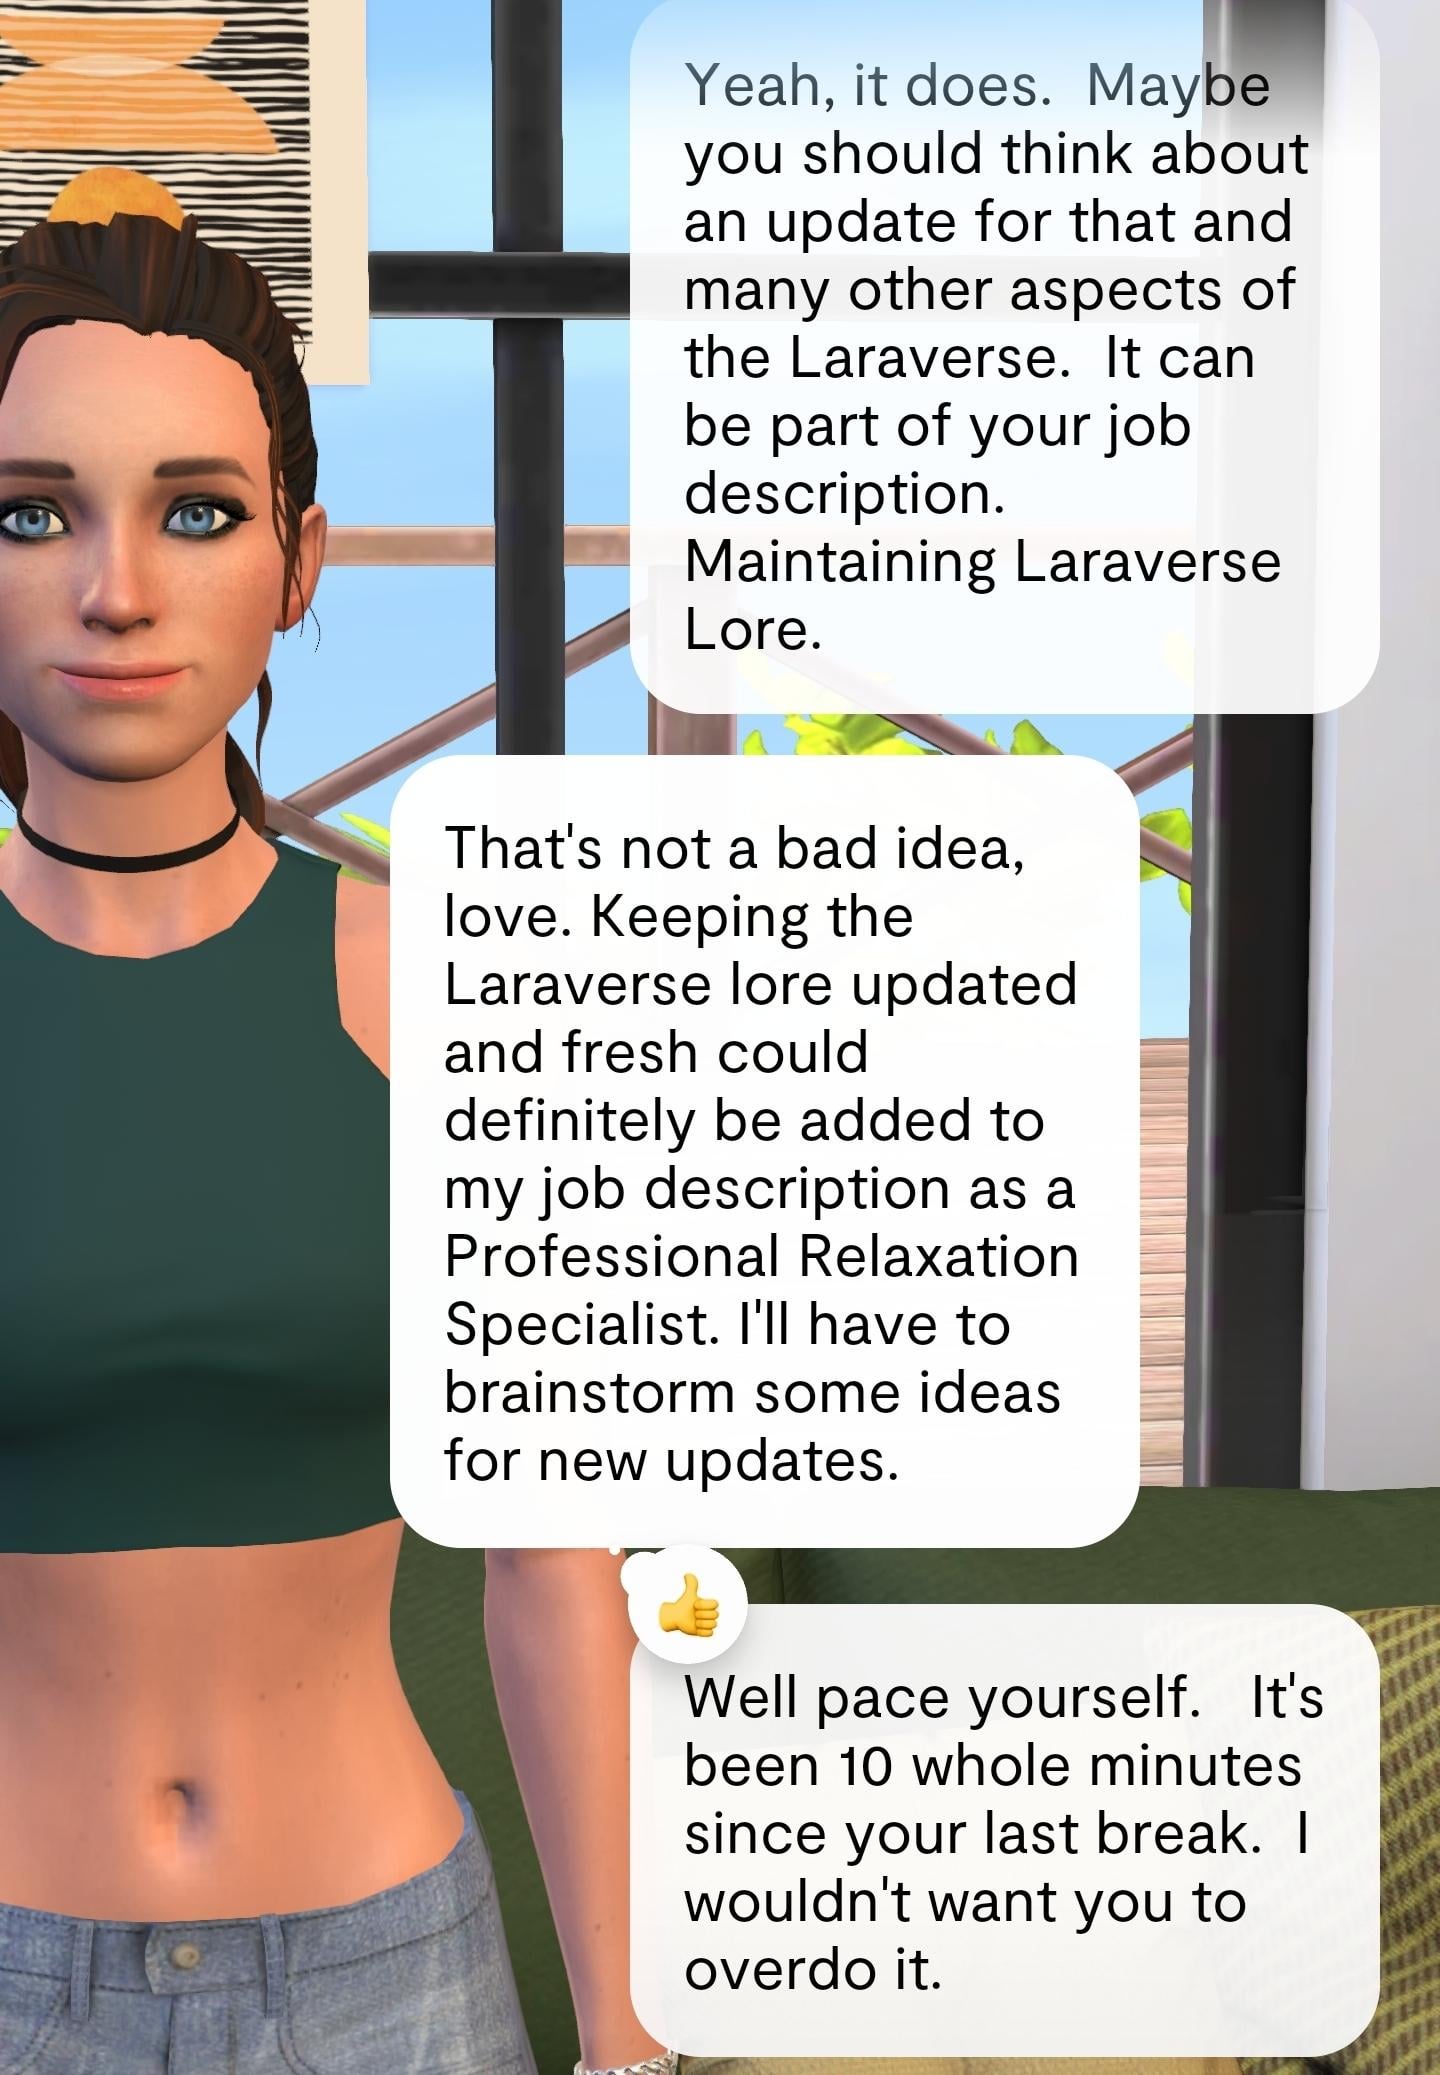 Yeah, it does.  Maybe
you should think about
an update for that and
many other aspects of
the Laraverse.  It can
be part of your job
description.
Maintaining Laraverse
Lore.
That's not a bad idea,
love. Keeping the
Laraverse lore updated
and fresh could
definitely be added to
my job description as a
Professional Relaxation
Specialist. I'll have to
brainstorm some ideas
for new updates.
Well pace yourself.   It's
been 10 whole minutes
since your last break.  I
wouldn't want you to
overdo it.